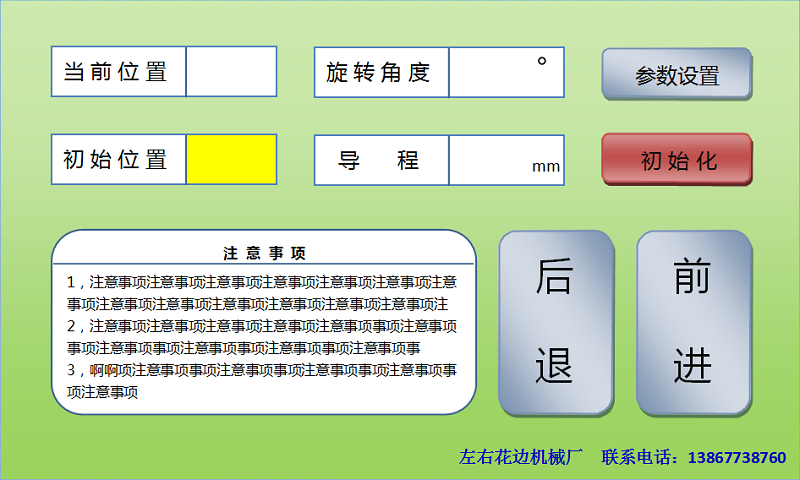 当前位置
旋转角度 °
参数设置
初始位置
导 程 mm
初始化
注意事项
1，注意事项注意事项注意事项注意事项注意事项注意事项注意
事项注意事项注意事项注意事项注意事项注意事项注意事项注
2，注意事项注意事项注意事项注意事项注意事项事项注意事项
事项注意事项事项注意事项事项注意事项事项注意事项事
3，啊啊项注意事项事项注意事项事项注意事项事项注意事项事
项注意事项
后退
前进
左右花边机械厂 联系电话：13867738760